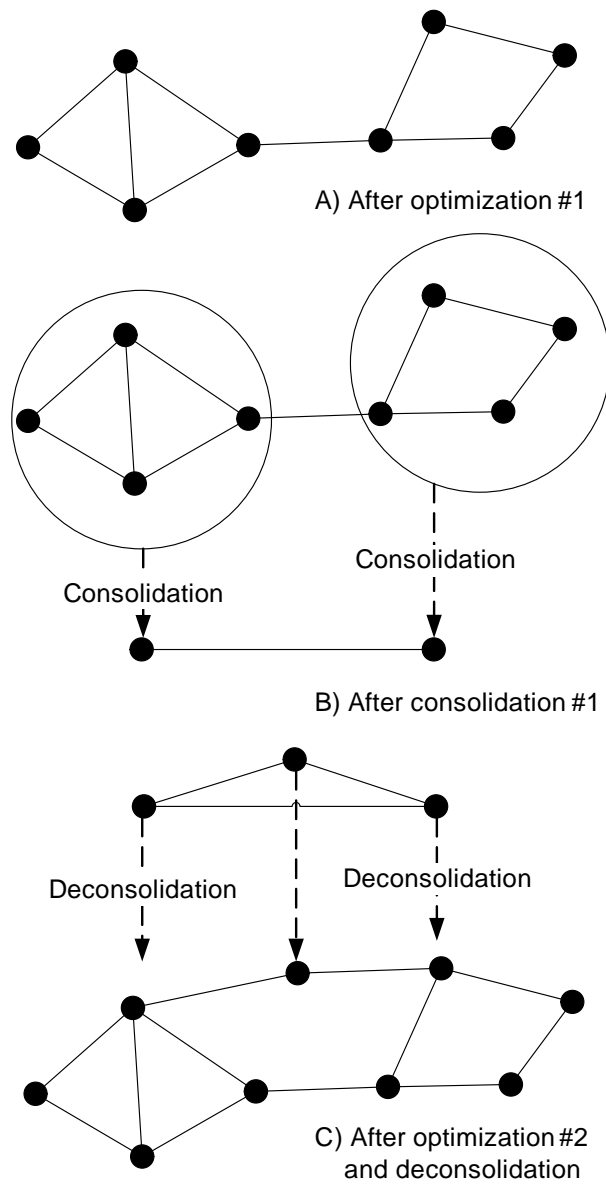 A) After optimization #1
Consolidation
Consolidation
B) After consolidation #1
Deconsolidation
Deconsolidation
C) After optimization #2
and deconsolidation